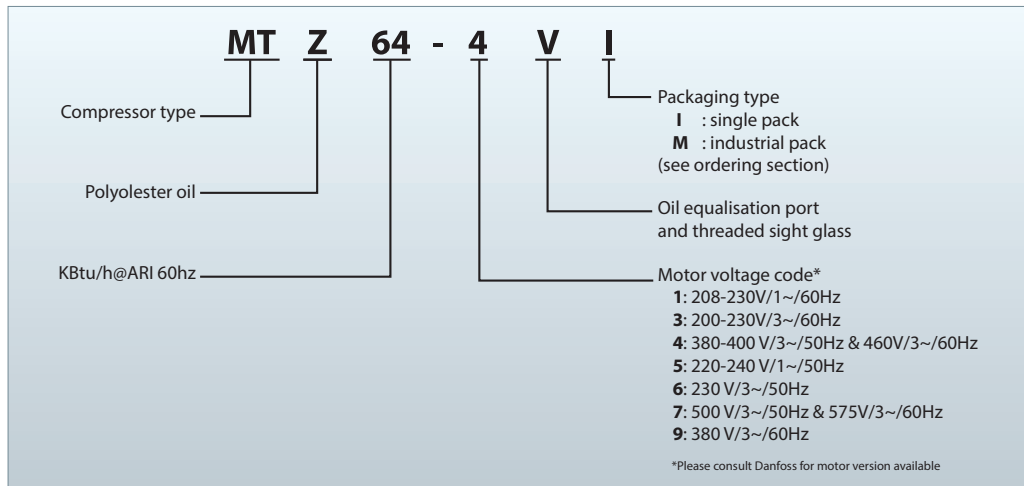 MT Z 64 - 4 V I
Compressor type
Polyolester oil
KBtu/h@ARI 60hz
Packaging type
I : single pack
M : industrial pack
(see ordering section)
Oil equalisation port
and threaded sight glass
Motor voltage code*
1: 208-230V/1~/60Hz
3: 200-230V/3~/60Hz
4: 380-400 V/3~/50Hz & 460V/3~/60Hz
5: 220-240 V/1~/50Hz
6: 230 V/3~/50Hz
7: 500 V/3~/50Hz & 575V/3~/60Hz
9: 380 V/3~/60Hz
*Please consult Danfoss for motor version available